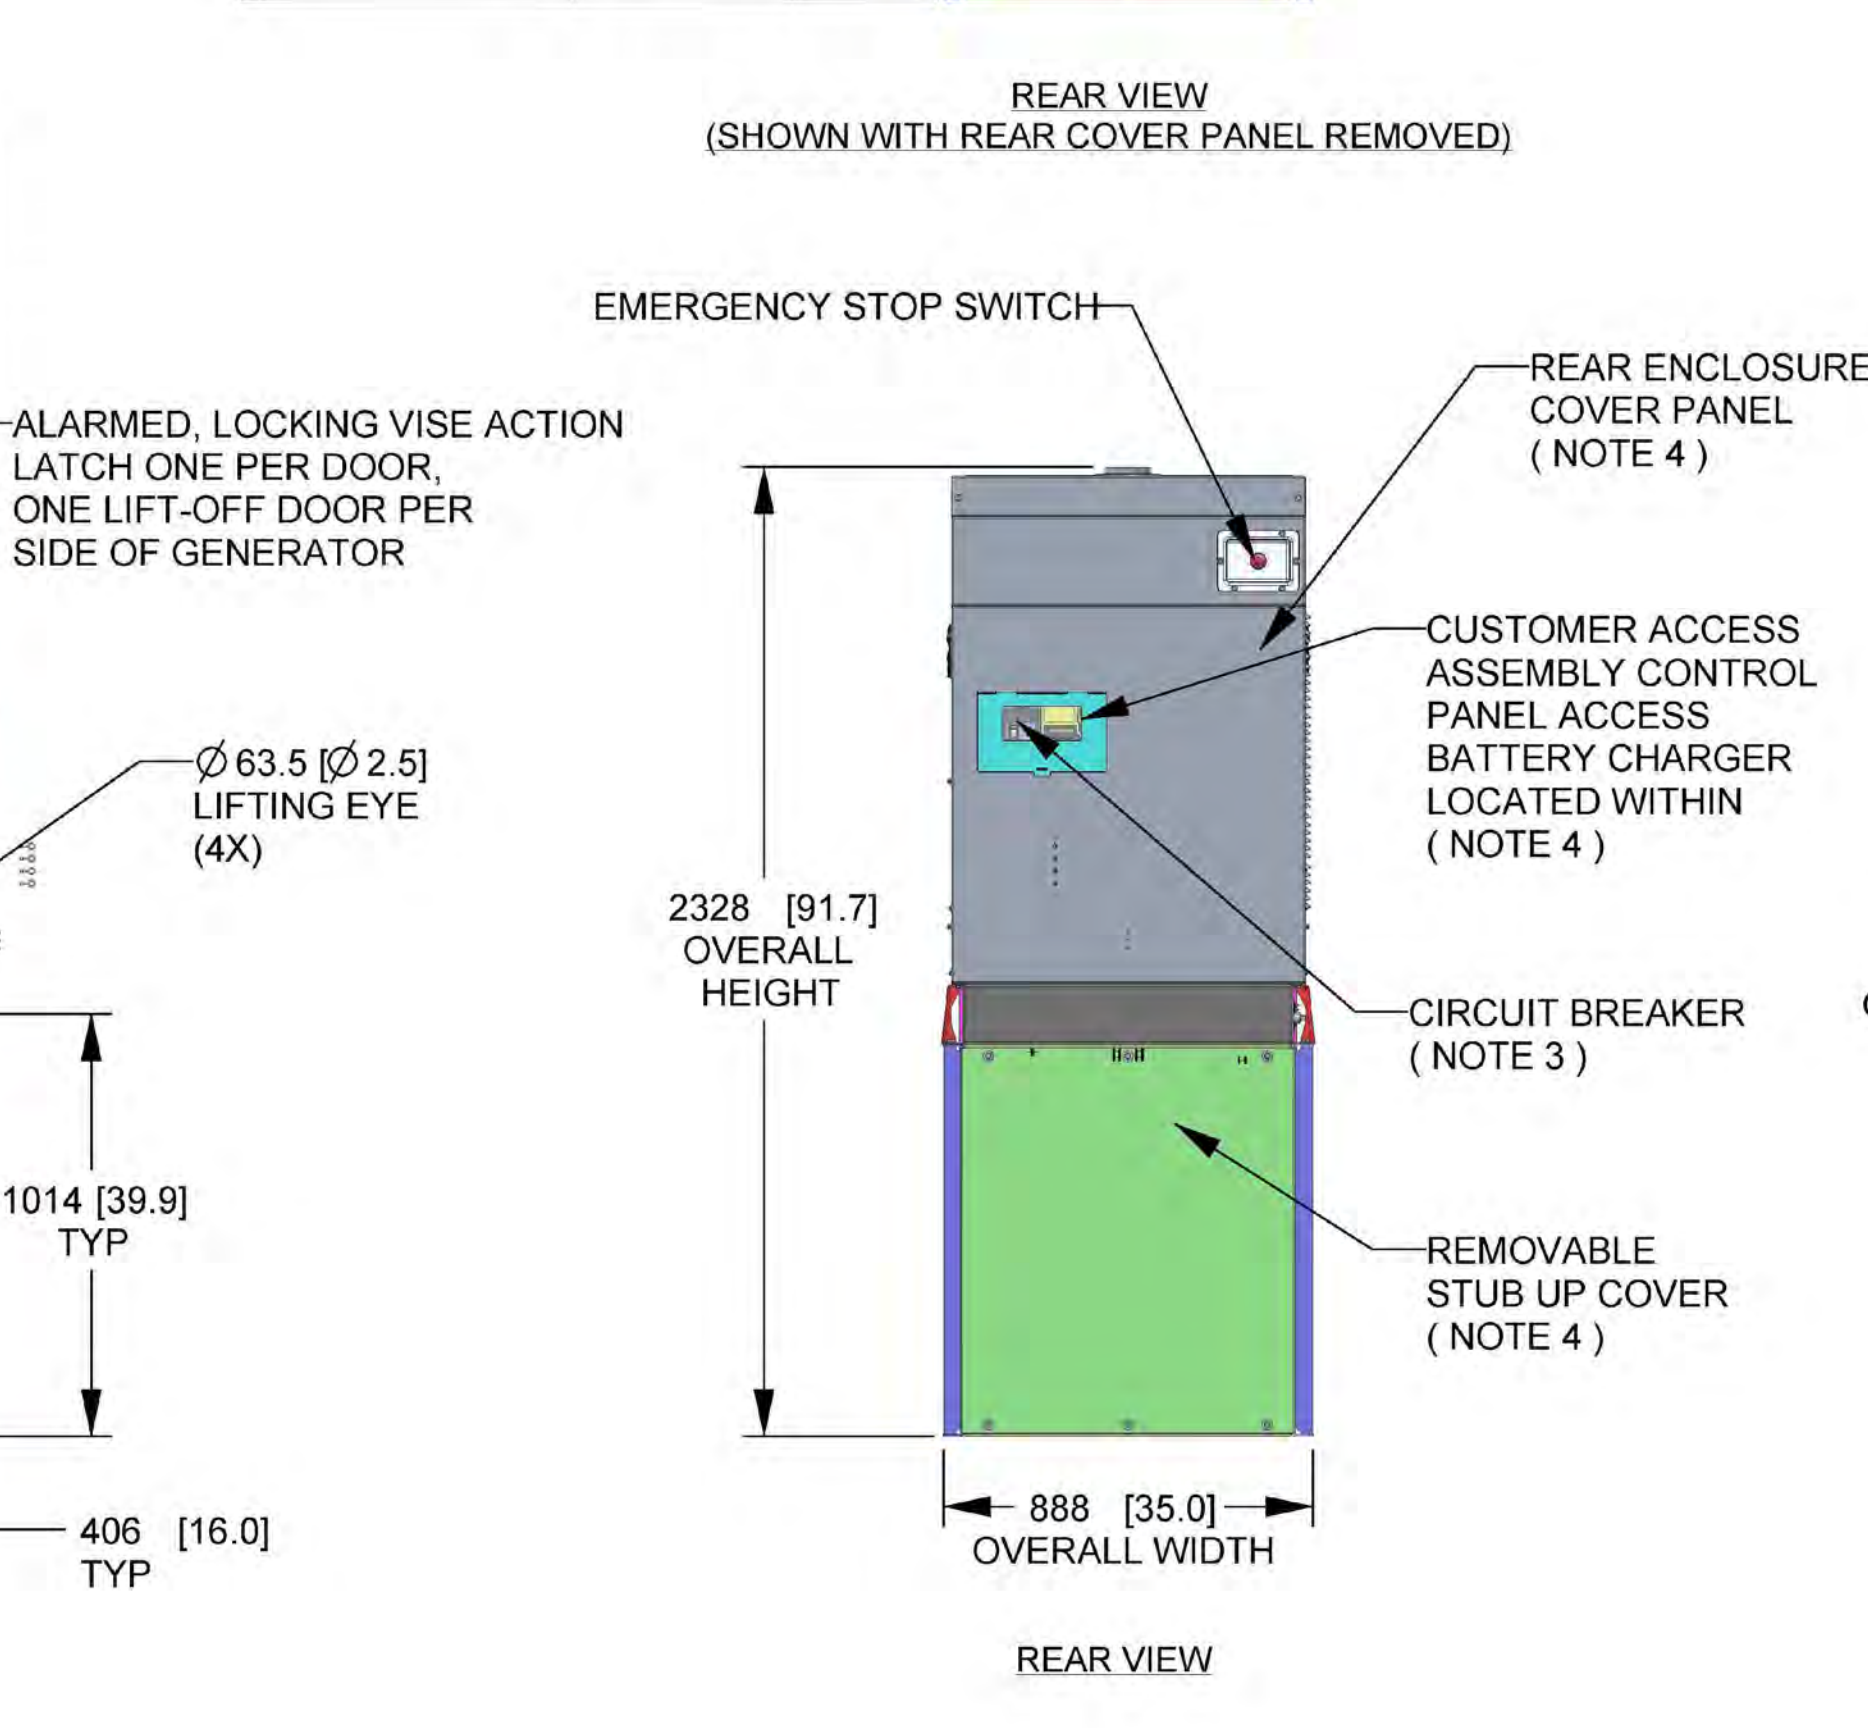 REAR VIEW
(SHOWN WITH REAR COVER PANEL REMOVED)
EMERGENCY STOP SWITCH
REAR ENCLOSURE
COVER PANEL
( NOTE 4 )
ALARMED, LOCKING VISE ACTION
LATCH ONE PER DOOR,
ONE LIFT-OFF DOOR PER
SIDE OF GENERATOR
CUSTOMER ACCESS
ASSEMBLY CONTROL
PANEL ACCESS
BATTERY CHARGER
LOCATED WITHIN
( NOTE 4 )
Ø 63.5 [Ø 2.5]
LIFTING EYE
(4X)
2328 [91.7]
OVERALL
HEIGHT
CIRCUIT BREAKER
( NOTE 3 )
1014 [39.9]
TYP
REMOVABLE
STUB UP COVER
( NOTE 4 )
888 [35.0]
OVERALL WIDTH
406 [16.0]
TYP
REAR VIEW